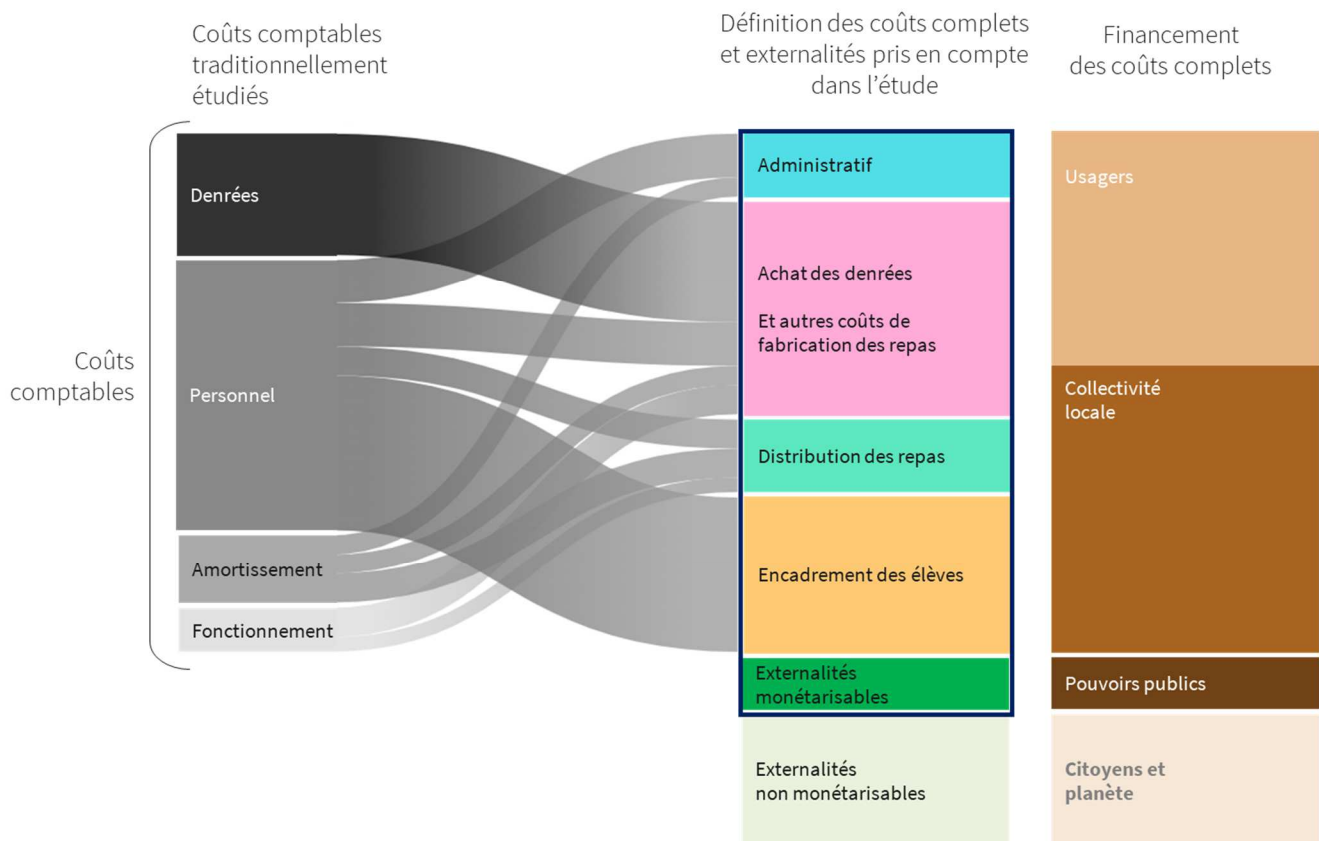 Coûts comptables
traditionnellement
étudiés
Définition des coûts complets
et externalités pris en compte
dans l’étude
Financement
des coûts complets
Coûts
comptables
Denrées
Personnel
Amortissement
Fonctionnement
Administratif
Achat des denrées
Et autres coûts de
fabrication des repas
Distribution des repas
Encadrement des élèves
Externalités
monétarisables
Externalités
non monétarisables
Usagers
Collectivité
locale
Pouvoirs publics
Citoyens et
planète